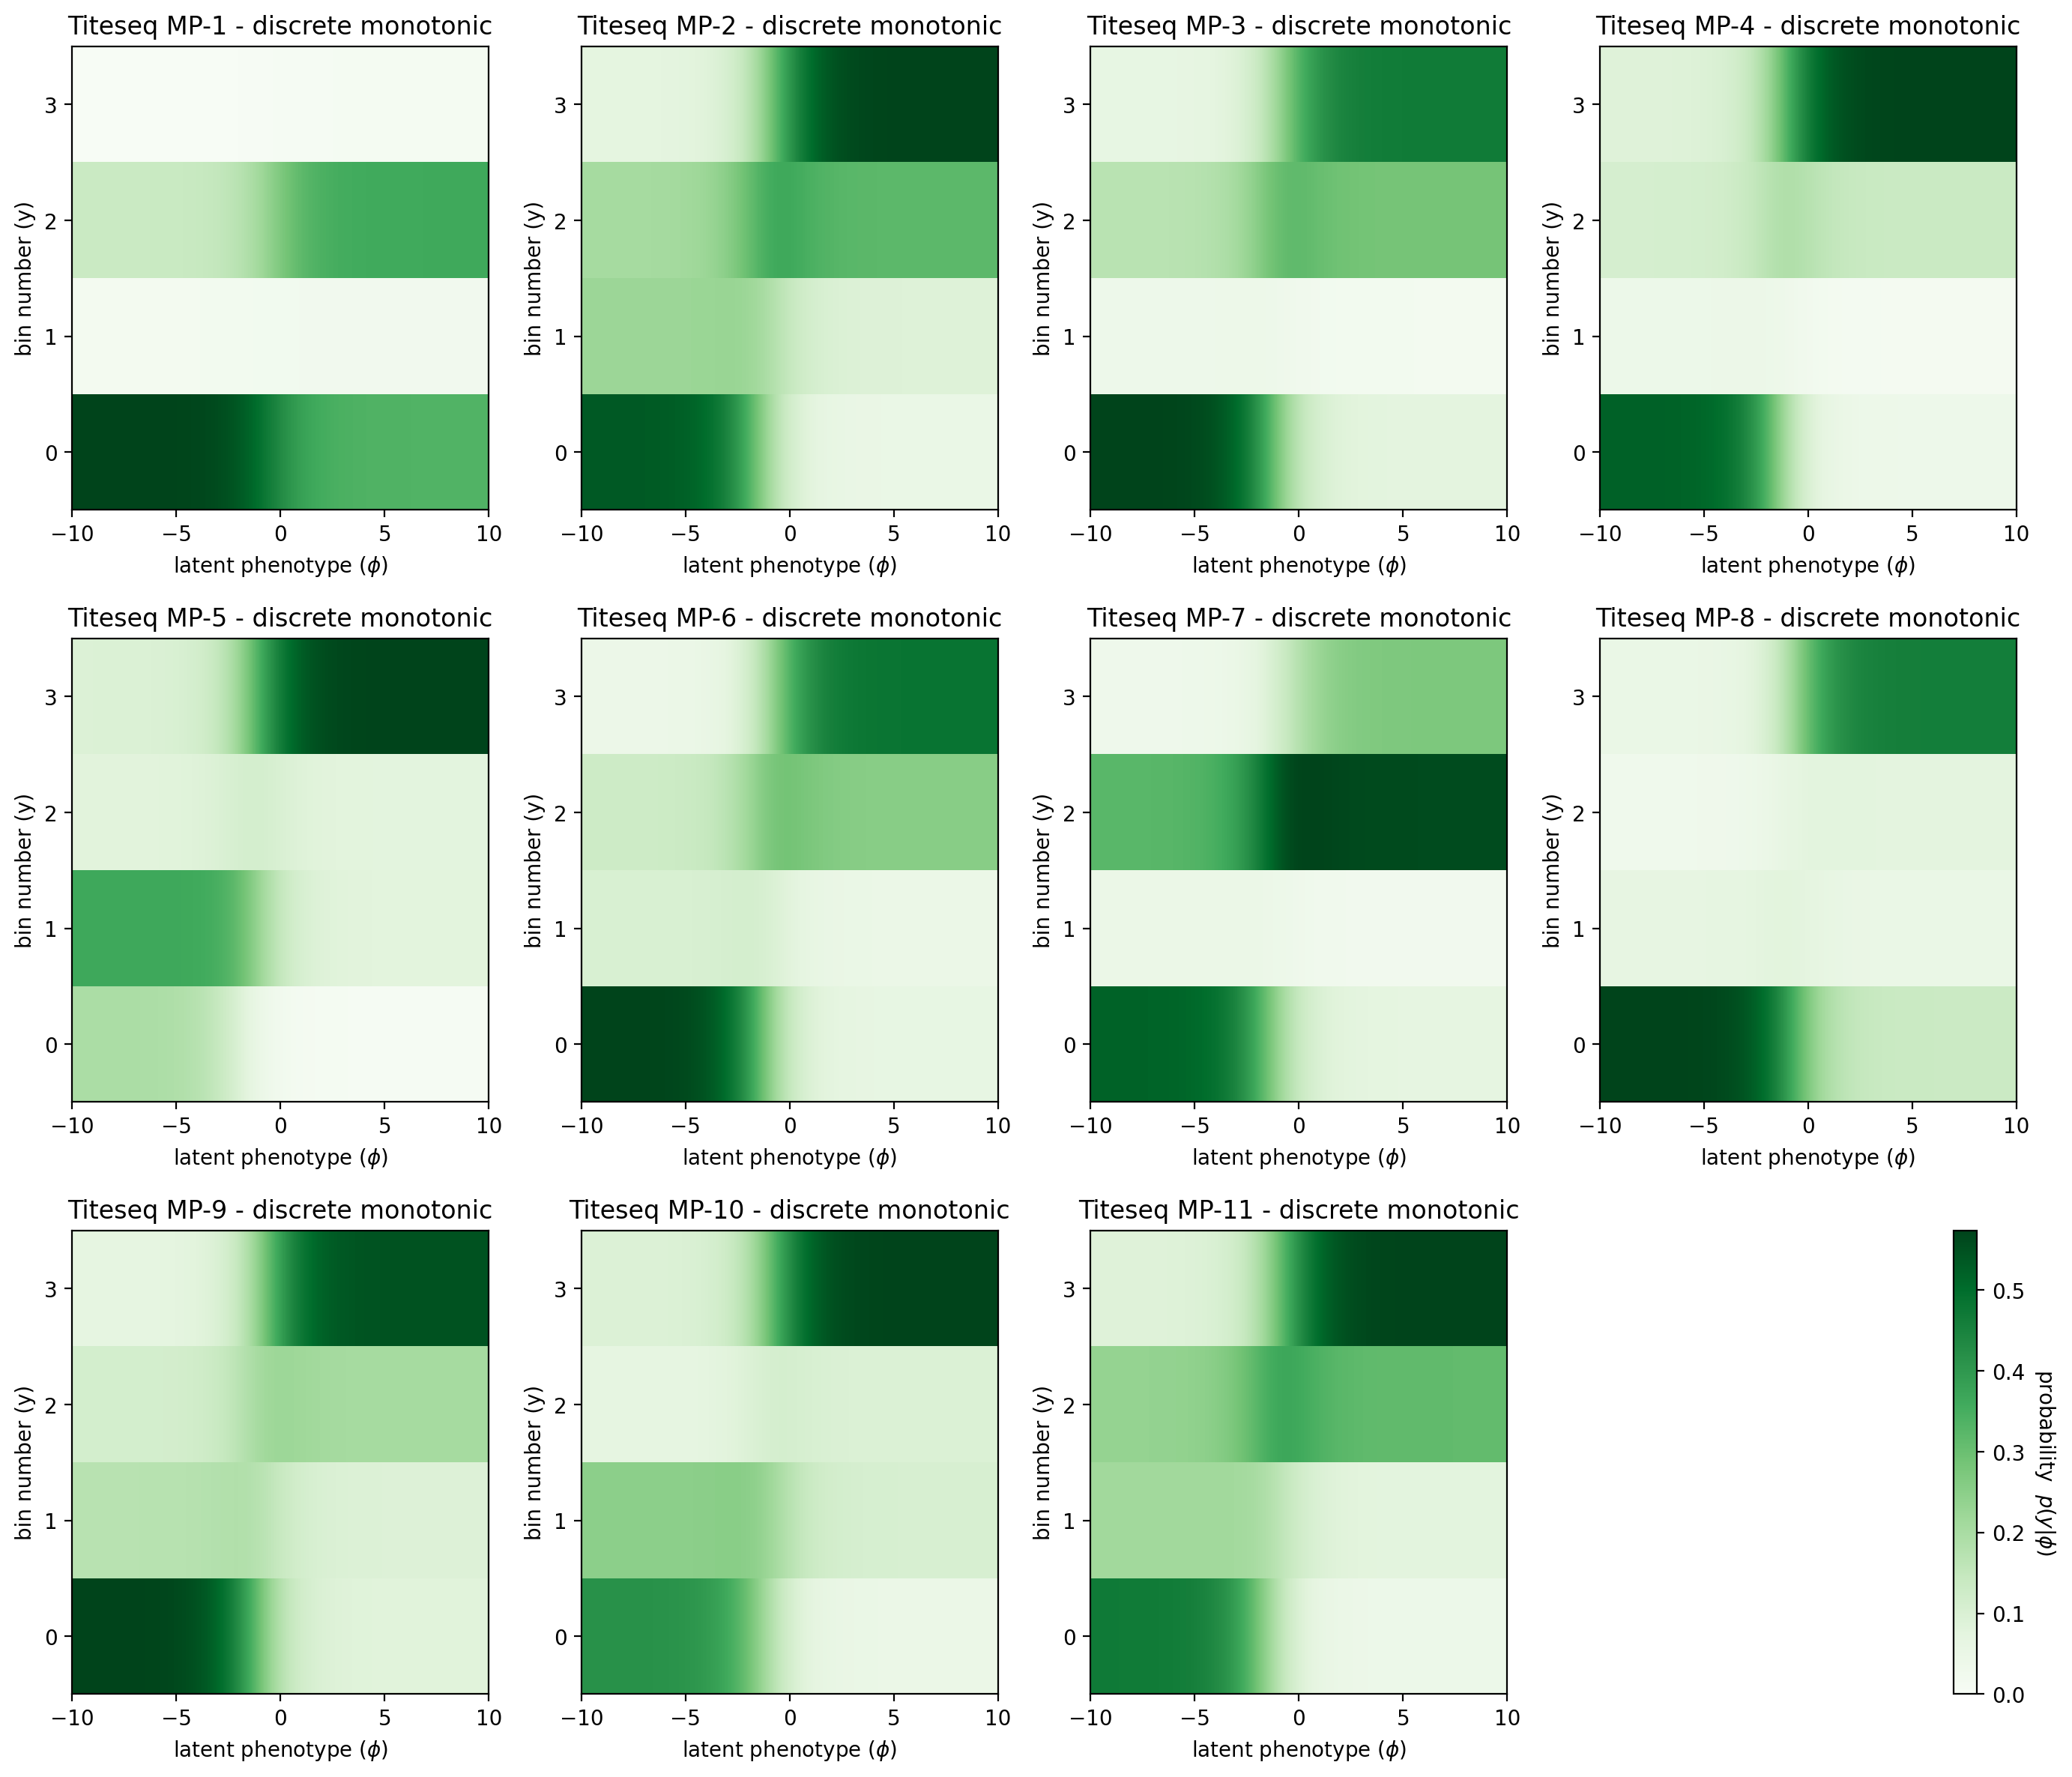 Titeseq MP-1 - discrete monotonic
Titeseq MP-2 - discrete monotonic
Titeseq MP-3 - discrete monotonic
Titeseq MP-4 - discrete monotonic
bin number (y)
3
2
1
0
bin number (y)
3
2
1
0
bin number (y)
3
2
1
0
bin number (y)
3
2
1
0
−10 −5 0 5 10
−10 −5 0 5 10
−10 −5 0 5 10
−10 −5 0 5 10
latent phenotype (ϕ)
latent phenotype (ϕ)
latent phenotype (ϕ)
latent phenotype (ϕ)
Titeseq MP-5 - discrete monotonic
Titeseq MP-6 - discrete monotonic
Titeseq MP-7 - discrete monotonic
Titeseq MP-8 - discrete monotonic
bin number (y)
3
2
1
0
bin number (y)
3
2
1
0
bin number (y)
3
2
1
0
bin number (y)
3
2
1
0
−10 −5 0 5 10
−10 −5 0 5 10
−10 −5 0 5 10
−10 −5 0 5 10
latent phenotype (ϕ)
latent phenotype (ϕ)
latent phenotype (ϕ)
latent phenotype (ϕ)
Titeseq MP-9 - discrete monotonic
Titeseq MP-10 - discrete monotonic
Titeseq MP-11 - discrete monotonic
bin number (y)
3
2
1
0
bin number (y)
3
2
1
0
bin number (y)
3
2
1
0
−10 −5 0 5 10
−10 −5 0 5 10
−10 −5 0 5 10
latent phenotype (ϕ)
latent phenotype (ϕ)
latent phenotype (ϕ)
0.5
0.4
0.3
0.2
0.1
0.0
probability p(y|ϕ)